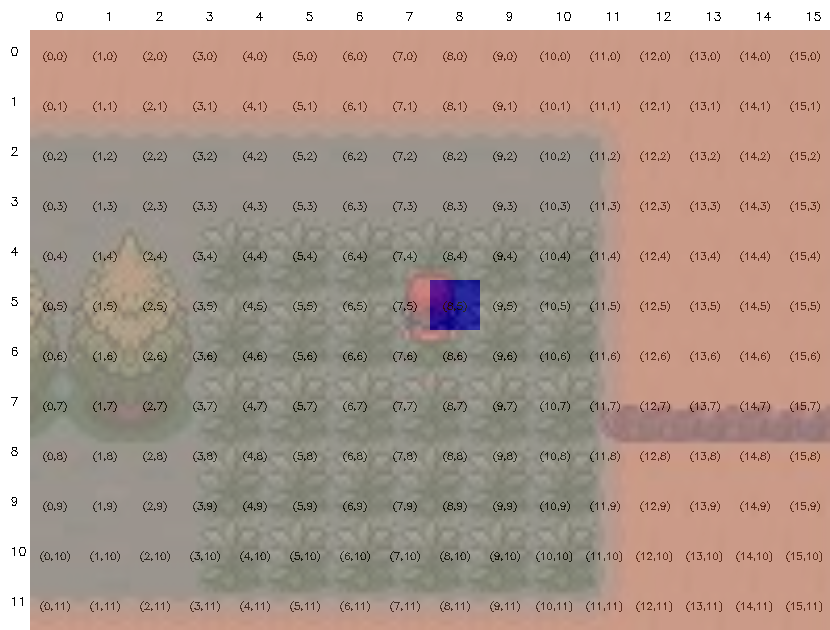 0 1 2 3 4 5 6 7 8 9 10 11 12 13 14 15
0 (0,0) (1,0) (2,0) (3,0) (4,0) (5,0) (6,0) (7,0) (8,0) (9,0) (10,0) (11,0) (12,0) (13,0) (14,0) (15,0)
1 (0,1) (1,1) (2,1) (3,1) (4,1) (5,1) (6,1) (7,1) (8,1) (9,1) (10,1) (11,1) (12,1) (13,1) (14,1) (15,1)
2 (0,2) (1,2) (2,2) (3,2) (4,2) (5,2) (6,2) (7,2) (8,2) (9,2) (10,2) (11,2) (12,2) (13,2) (14,2) (15,2)
3 (0,3) (1,3) (2,3) (3,3) (4,3) (5,3) (6,3) (7,3) (8,3) (9,3) (10,3) (11,3) (12,3) (13,3) (14,3) (15,3)
4 (0,4) (1,4) (2,4) (3,4) (4,4) (5,4) (6,4) (7,4) (8,4) (9,4) (10,4) (11,4) (12,4) (13,4) (14,4) (15,4)
5 (0,5) (1,5) (2,5) (3,5) (4,5) (5,5) (6,5) (7,5) (9,5) (10,5) (11,5) (12,5) (13,5) (14,5) (15,5)
6 (0,6) (1,6) (2,6) (3,6) (4,6) (5,6) (6,6) (7,6) (8,6) (9,6) (10,6) (11,6) (12,6) (13,6) (14,6) (15,6)
7 (0,7) (1,7) (2,7) (3,7) (4,7) (5,7) (6,7) (7,7) (8,7) (9,7) (10,7) (11,7) (12,7) (13,7) (14,7) (15,7)
8 (0,8) (1,8) (2,8) (3,8) (4,8) (5,8) (6,8) (7,8) (8,8) (9,8) (10,8) (11,8) (12,8) (13,8) (14,8) (15,8)
9 (0,9) (1,9) (2,9) (3,9) (4,9) (5,9) (6,9) (7,9) (8,9) (9,9) (10,9) (11,9) (12,9) (13,9) (14,9) (15,9)
10 (0,10) (1,10) (2,10) (3,10) (4,10) (5,10) (6,10) (7,10) (8,10) (9,10) (10,10) (11,10) (12,10) (13,10) (14,10) (15,10)
11 (0,11) (1,11) (2,11) (3,11) (4,11) (5,11) (6,11) (7,11) (8,11) (9,11) (10,11) (11,11) (12,11) (13,11) (14,11) (15,11)